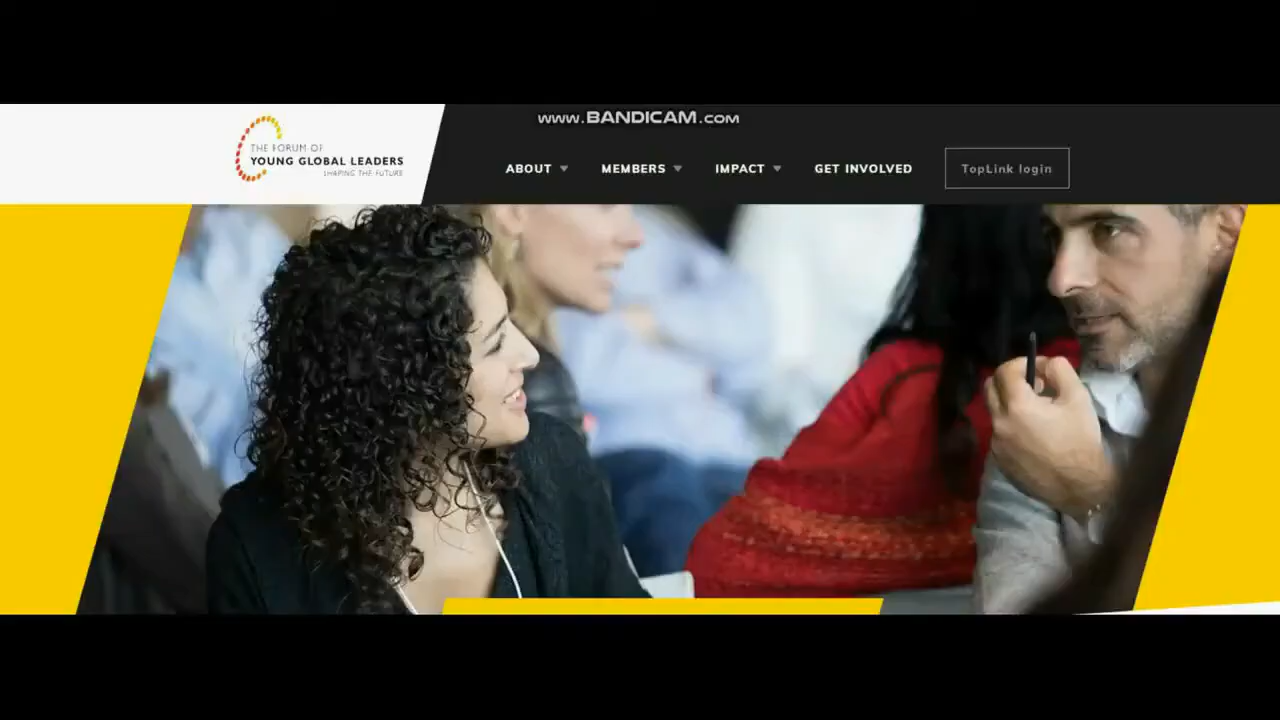 www.BANDICAM.com
THE FORUM OF
YOUNG GLOBAL LEADERS
SHAPING THE FUTURE
ABOUT MEMBERS IMPACT GET INVOLVED TopLink login